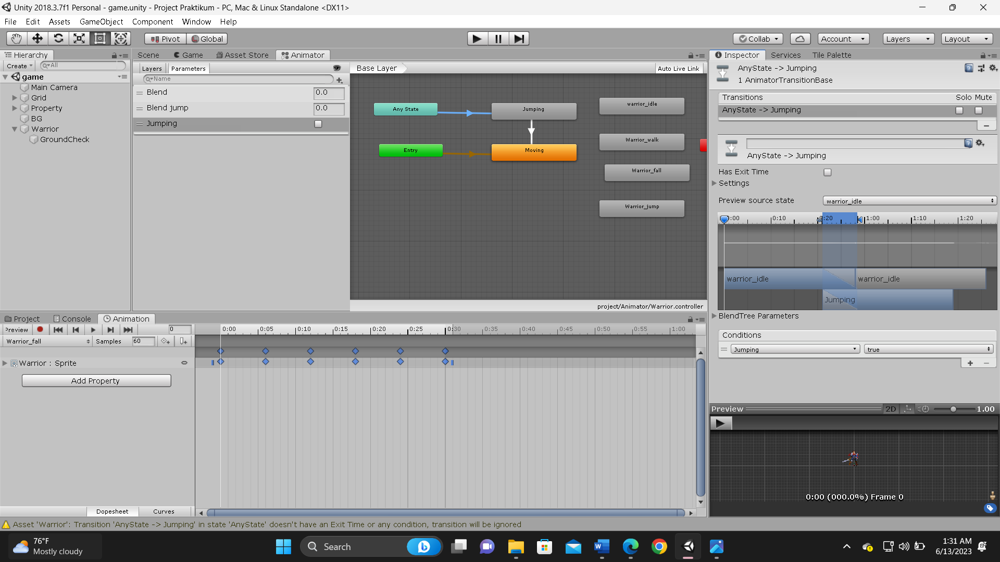 Unity 2018.3.7f1 Personal - game.unity - Project Praktikum - PC, Mac & Linux Standalone <DX11>
File Edit Assets GameObject Component Window Help
Pivot Global Collab Account Layers Layout
Hierarchy
Create All
game
Main Camera
Grid
Property
BG
Warrior
GroundCheck
Scene Game Asset Store Animator
Layers Parameters
Name
Blend 0.0
Blend jump 0.0
Jumping
Base Layer Auto Live Link
Any State
Jumping
Entry
Moving
warrior_idle
Warrior_walk
Warrior_fall
Warrior_jump
project/Animator/Warrior.controller
Inspector Services Tile Palette
AnyState -> Jumping
1 AnimatorTransitionBase
Transitions Solo Mute
AnyState -> Jumping
AnyState -> Jumping
Has Exit Time
Settings
Preview source state warrior_idle
0:00 0:10 0:20 1:00 1:10 1:20
warrior_idle warrior_idle
Jumping
BlendTree Parameters
Conditions
Jumping true
Preview 2D 1.00
0:00 (000.0%) Frame 0
Project Console Animation
Preview 0
Warrior_fall Samples 60
0:00 0:05 0:10 0:15 0:20 0:25 0:30 0:35 0:40 0:45 0:50 0:55 1:00
Warrior : Sprite
Add Property
Dopesheet Curves
Asset 'Warrior': Transition 'AnyState -> Jumping' in state 'AnyState' doesn't have an Exit Time or any condition, transition will be ignored
76°F
Mostly cloudy
Search
1:31 AM
6/13/2023